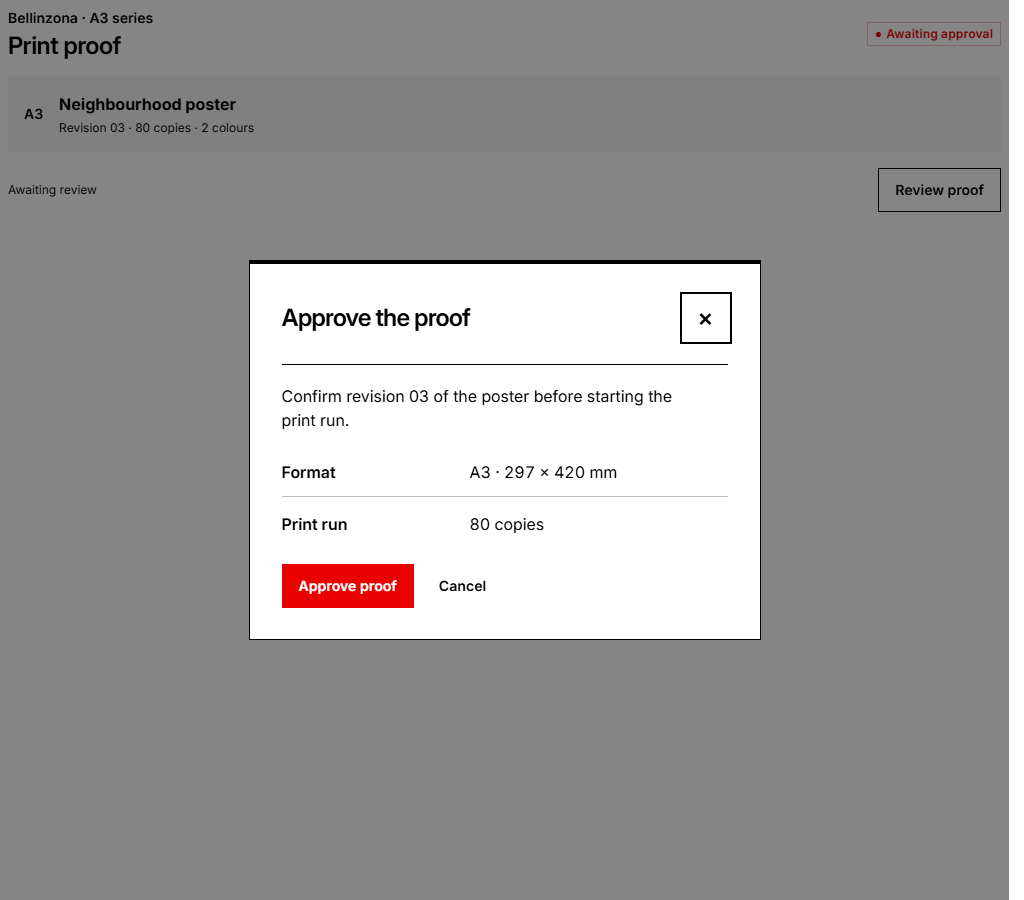 Bellinzona · A3 series
Print proof
● Awaiting approval
A3
Neighbourhood poster
Revision 03 · 80 copies · 2 colours
Awaiting review
Review proof
Approve the proof
×
Confirm revision 03 of the poster before starting the
print run.
Format
A3 · 297 × 420 mm
Print run
80 copies
Approve proof
Cancel